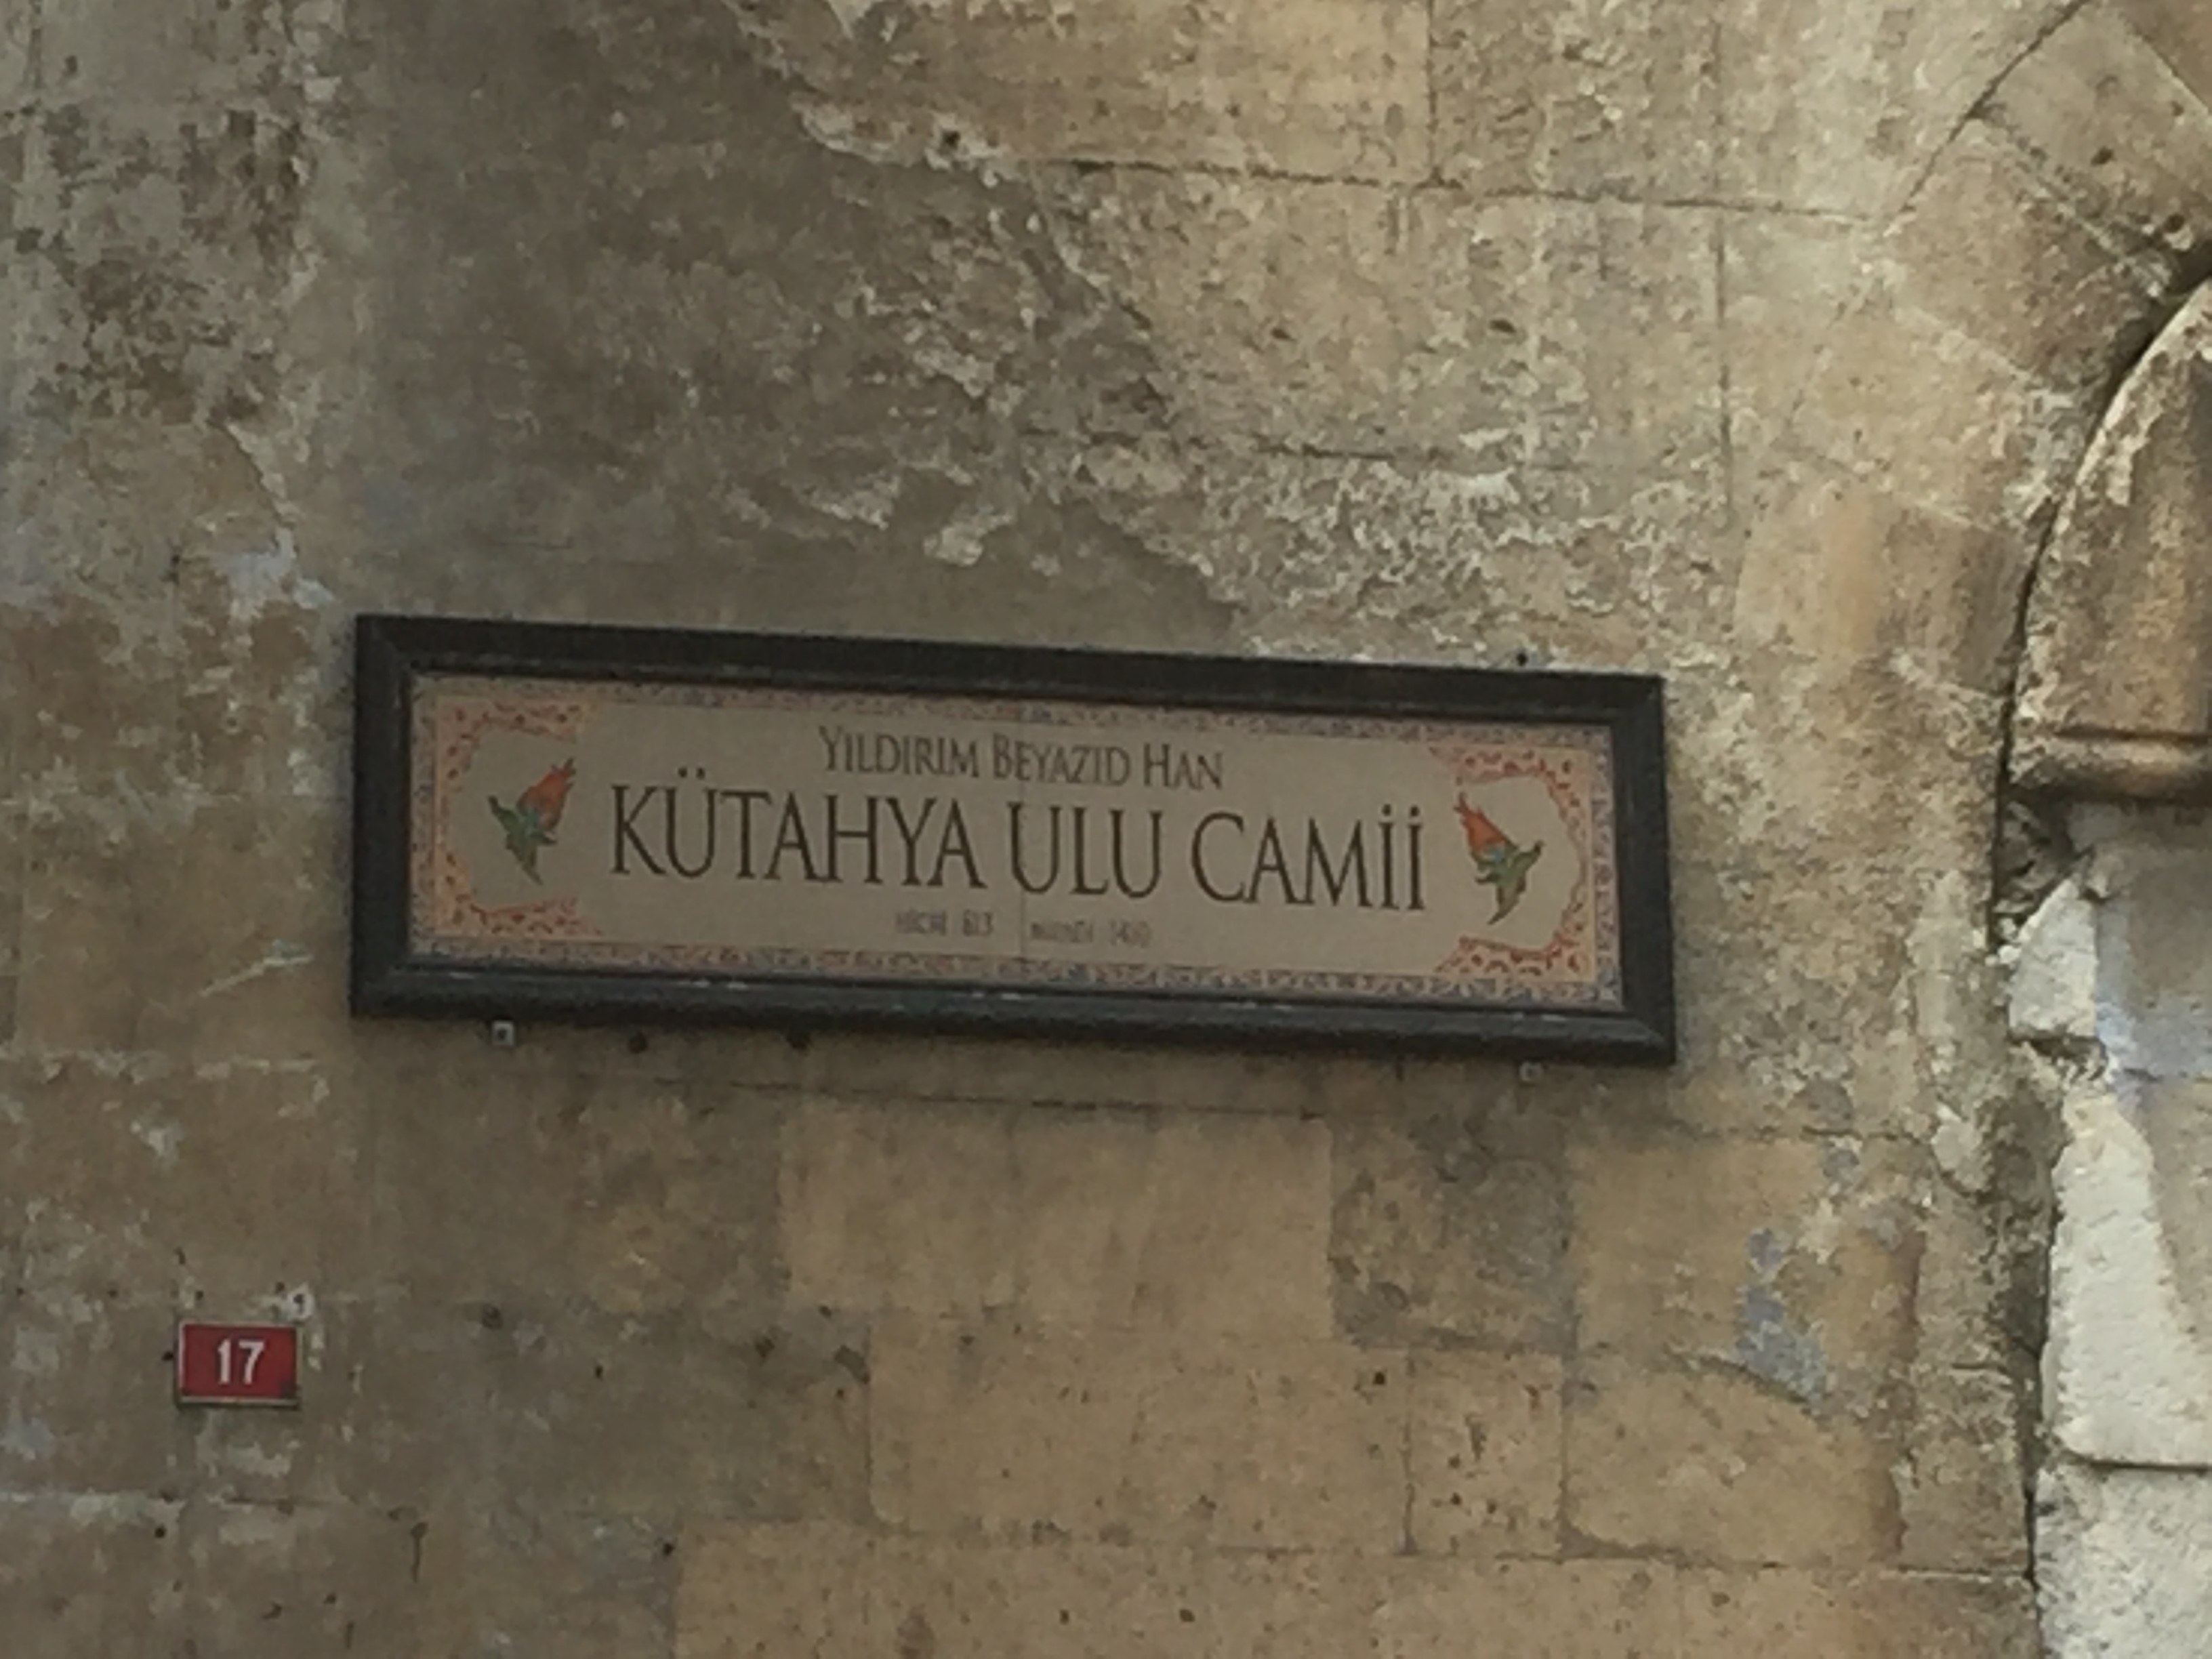 YILDIRIM BEYAZID HAN
KÜTAHYA ULU CAMİİ
HİCRİ 813 MİLADİ 1410
17